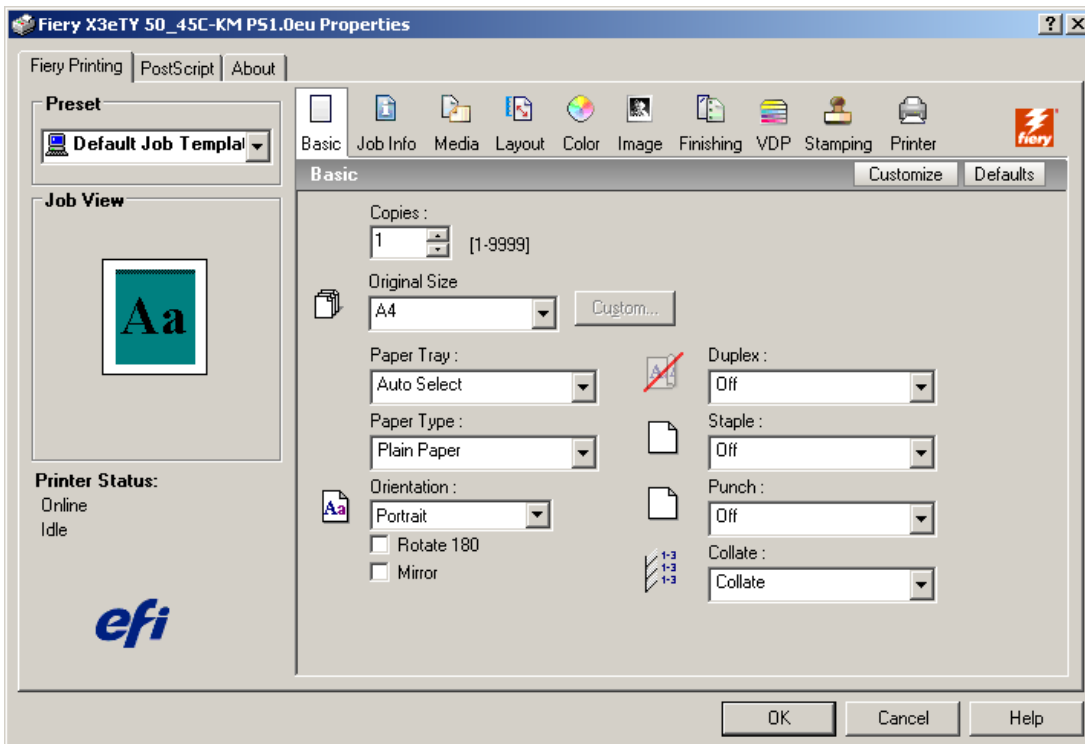 Fiery X3eTY 50_45C-KM PS1.0eu Properties
Fiery Printing PostScript About
Preset
Default Job Templat
Job View
Aa
Printer Status:
Online
Idle
efi
Basic Job Info Media Layout Color Image Finishing VDP Stamping Printer
fiery
Basic Customize Defaults
Copies :
1 [1-9999]
Original Size
A4 Custom...
Paper Tray :
Auto Select
Paper Type :
Plain Paper
Orientation :
Aa Portrait
Rotate 180
Mirror
Duplex :
A Off
Staple :
Off
Punch :
Off
Collate :
1-3
1-3
1-3
Collate
OK Cancel Help